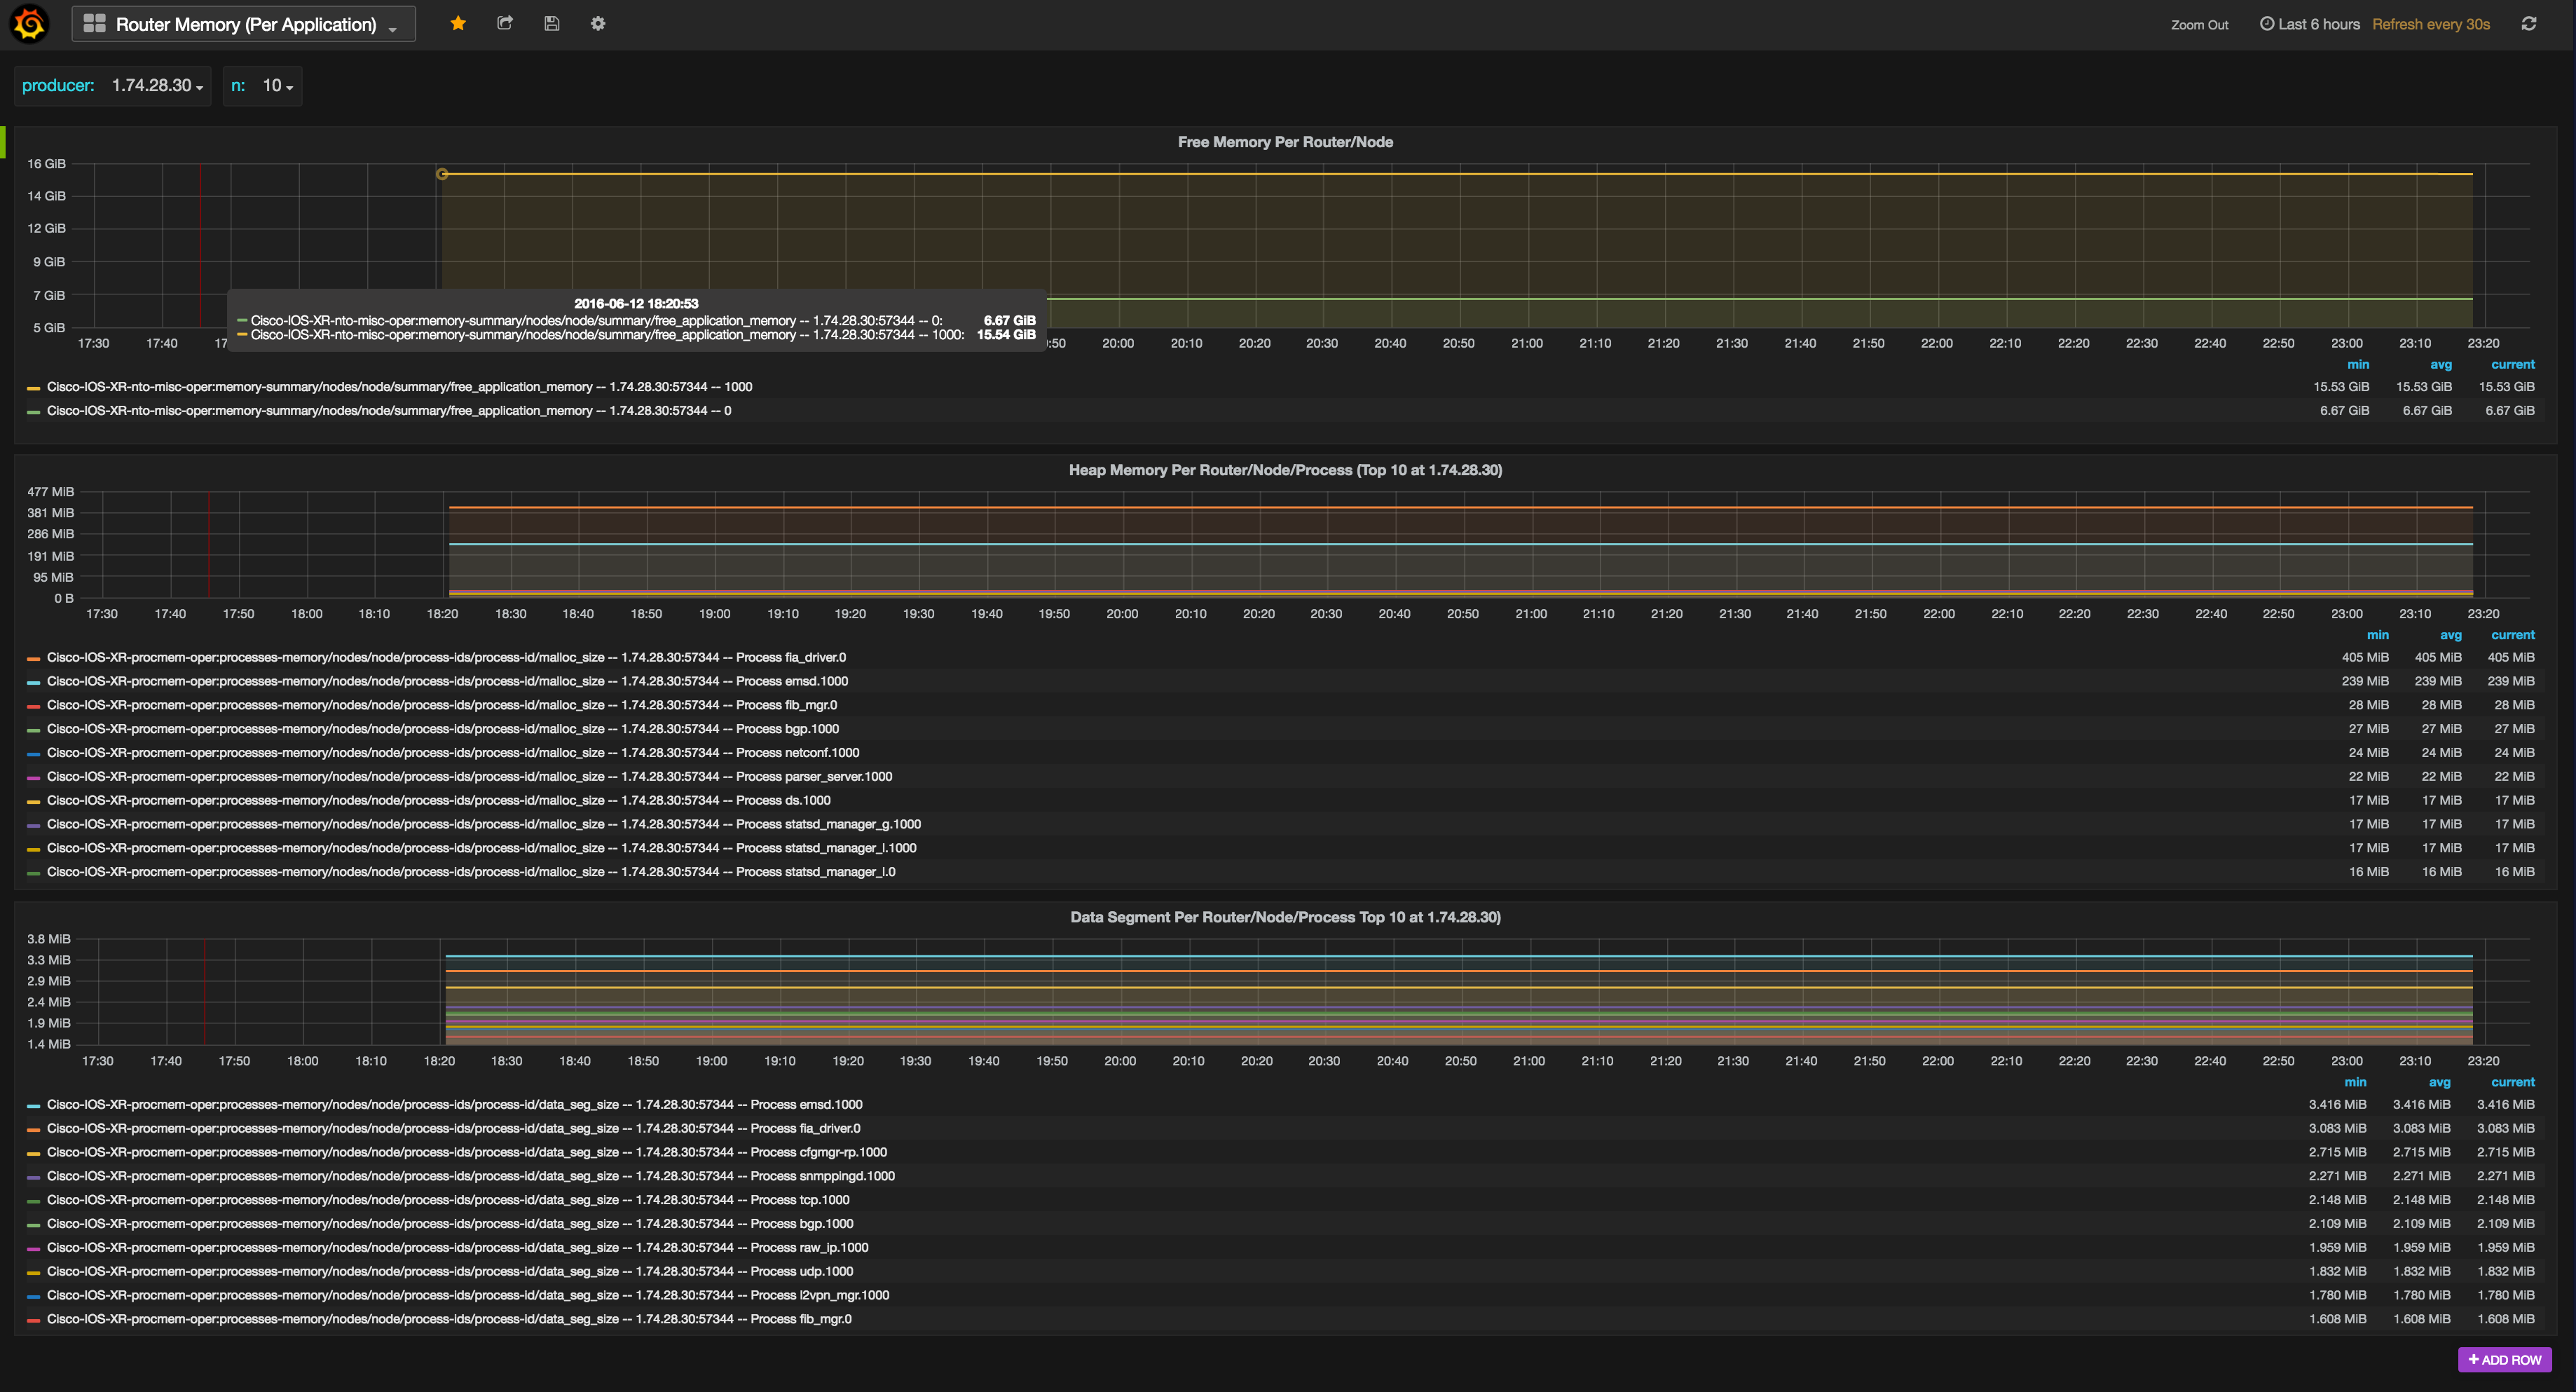 Router Memory (Per Application)
Zoom Out Last 6 hours Refresh every 30s
producer: 1.74.28.30 n: 10
Free Memory Per Router/Node
16 GiB
14 GiB
12 GiB
9 GiB
7 GiB
5 GiB
2016-06-12 18:20:53
Cisco-IOS-XR-nto-misc-oper:memory-summary/nodes/node/summary/free_application_memory -- 1.74.28.30:57344 -- 0: 6.67 GiB
Cisco-IOS-XR-nto-misc-oper:memory-summary/nodes/node/summary/free_application_memory -- 1.74.28.30:57344 -- 1000: 15.54 GiB
17:30 17:40 17 :50 20:00 20:10 20:20 20:30 20:40 20:50 21:00 21:10 21:20 21:30 21:40 21:50 22:00 22:10 22:20 22:30 22:40 22:50 23:00 23:10 23:20
min avg current
Cisco-IOS-XR-nto-misc-oper:memory-summary/nodes/node/summary/free_application_memory -- 1.74.28.30:57344 -- 1000 15.53 GiB 15.53 GiB 15.53 GiB
Cisco-IOS-XR-nto-misc-oper:memory-summary/nodes/node/summary/free_application_memory -- 1.74.28.30:57344 -- 0 6.67 GiB 6.67 GiB 6.67 GiB
Heap Memory Per Router/Node/Process (Top 10 at 1.74.28.30)
477 MiB
381 MiB
286 MiB
191 MiB
95 MiB
0 B
17:30 17:40 17:50 18:00 18:10 18:20 18:30 18:40 18:50 19:00 19:10 19:20 19:30 19:40 19:50 20:00 20:10 20:20 20:30 20:40 20:50 21:00 21:10 21:20 21:30 21:40 21:50 22:00 22:10 22:20 22:30 22:40 22:50 23:00 23:10 23:20
min avg current
Cisco-IOS-XR-procmem-oper:processes-memory/nodes/node/process-ids/process-id/malloc_size -- 1.74.28.30:57344 -- Process fia_driver.0 405 MiB 405 MiB 405 MiB
Cisco-IOS-XR-procmem-oper:processes-memory/nodes/node/process-ids/process-id/malloc_size -- 1.74.28.30:57344 -- Process emsd.1000 239 MiB 239 MiB 239 MiB
Cisco-IOS-XR-procmem-oper:processes-memory/nodes/node/process-ids/process-id/malloc_size -- 1.74.28.30:57344 -- Process fib_mgr.0 28 MiB 28 MiB 28 MiB
Cisco-IOS-XR-procmem-oper:processes-memory/nodes/node/process-ids/process-id/malloc_size -- 1.74.28.30:57344 -- Process bgp.1000 27 MiB 27 MiB 27 MiB
Cisco-IOS-XR-procmem-oper:processes-memory/nodes/node/process-ids/process-id/malloc_size -- 1.74.28.30:57344 -- Process netconf.1000 24 MiB 24 MiB 24 MiB
Cisco-IOS-XR-procmem-oper:processes-memory/nodes/node/process-ids/process-id/malloc_size -- 1.74.28.30:57344 -- Process parser_server.1000 22 MiB 22 MiB 22 MiB
Cisco-IOS-XR-procmem-oper:processes-memory/nodes/node/process-ids/process-id/malloc_size -- 1.74.28.30:57344 -- Process ds.1000 17 MiB 17 MiB 17 MiB
Cisco-IOS-XR-procmem-oper:processes-memory/nodes/node/process-ids/process-id/malloc_size -- 1.74.28.30:57344 -- Process statsd_manager_g.1000 17 MiB 17 MiB 17 MiB
Cisco-IOS-XR-procmem-oper:processes-memory/nodes/node/process-ids/process-id/malloc_size -- 1.74.28.30:57344 -- Process statsd_manager_l.1000 17 MiB 17 MiB 17 MiB
Cisco-IOS-XR-procmem-oper:processes-memory/nodes/node/process-ids/process-id/malloc_size -- 1.74.28.30:57344 -- Process statsd_manager_l.0 16 MiB 16 MiB 16 MiB
Data Segment Per Router/Node/Process Top 10 at 1.74.28.30)
3.8 MiB
3.3 MiB
2.9 MiB
2.4 MiB
1.9 MiB
1.4 MiB
17:30 17:40 17:50 18:00 18:10 18:20 18:30 18:40 18:50 19:00 19:10 19:20 19:30 19:40 19:50 20:00 20:10 20:20 20:30 20:40 20:50 21:00 21:10 21:20 21:30 21:40 21:50 22:00 22:10 22:20 22:30 22:40 22:50 23:00 23:10 23:20
min avg current
Cisco-IOS-XR-procmem-oper:processes-memory/nodes/node/process-ids/process-id/data_seg_size -- 1.74.28.30:57344 -- Process emsd.1000 3.416 MiB 3.416 MiB 3.416 MiB
Cisco-IOS-XR-procmem-oper:processes-memory/nodes/node/process-ids/process-id/data_seg_size -- 1.74.28.30:57344 -- Process fia_driver.0 3.083 MiB 3.083 MiB 3.083 MiB
Cisco-IOS-XR-procmem-oper:processes-memory/nodes/node/process-ids/process-id/data_seg_size -- 1.74.28.30:57344 -- Process cfgmgr-rp.1000 2.715 MiB 2.715 MiB 2.715 MiB
Cisco-IOS-XR-procmem-oper:processes-memory/nodes/node/process-ids/process-id/data_seg_size -- 1.74.28.30:57344 -- Process snmppingd.1000 2.271 MiB 2.271 MiB 2.271 MiB
Cisco-IOS-XR-procmem-oper:processes-memory/nodes/node/process-ids/process-id/data_seg_size -- 1.74.28.30:57344 -- Process tcp.1000 2.148 MiB 2.148 MiB 2.148 MiB
Cisco-IOS-XR-procmem-oper:processes-memory/nodes/node/process-ids/process-id/data_seg_size -- 1.74.28.30:57344 -- Process bgp.1000 2.109 MiB 2.109 MiB 2.109 MiB
Cisco-IOS-XR-procmem-oper:processes-memory/nodes/node/process-ids/process-id/data_seg_size -- 1.74.28.30:57344 -- Process raw_ip.1000 1.959 MiB 1.959 MiB 1.959 MiB
Cisco-IOS-XR-procmem-oper:processes-memory/nodes/node/process-ids/process-id/data_seg_size -- 1.74.28.30:57344 -- Process udp.1000 1.832 MiB 1.832 MiB 1.832 MiB
Cisco-IOS-XR-procmem-oper:processes-memory/nodes/node/process-ids/process-id/data_seg_size -- 1.74.28.30:57344 -- Process l2vpn_mgr.1000 1.780 MiB 1.780 MiB 1.780 MiB
Cisco-IOS-XR-procmem-oper:processes-memory/nodes/node/process-ids/process-id/data_seg_size -- 1.74.28.30:57344 -- Process fib_mgr.0 1.608 MiB 1.608 MiB 1.608 MiB
+ ADD ROW